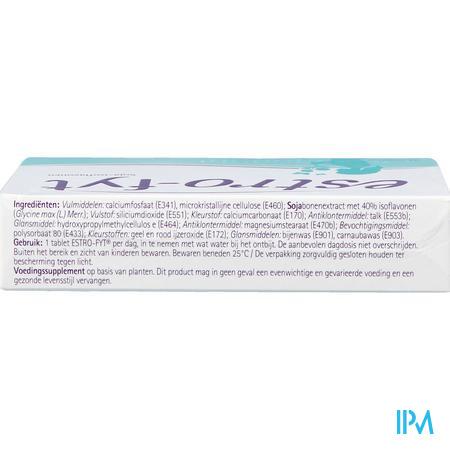 soja-isoflavonen
estro-fyt
Ingrediënten: Vulmiddelen: calciumfosfaat (E341), microkristallijne cellulose (E460); Sojabonenextract met 40% isoflavonen
(Glycine max (L) Merr.); Vulstof: siliciumdioxide (E551); Kleurstof: calciumcarbonaat (E170); Antiklontermiddel: talk (E553b);
Glansmiddel: hydroxypropylmethylcellulose (E464); Antiklontermiddel: magnesiumstearaat (E470b); Bevochtigingsmiddel:
polysorbaat 80 (E433); Kleurstoffen: geel en rood ijzeroxide (E172); Glansmiddelen: bijenwas (E901), carnaubawas (E903).
Gebruik: 1 tablet ESTRO-FYT® per dag, in te nemen met wat water bij het ontbijt. De aanbevolen dagdosis niet overschrijden.
Buiten het bereik en zicht van kinderen bewaren. Bewaren beneden 25°C / De verpakking zorgvuldig gesloten houden ter
bescherming tegen licht.
Voedingssupplement op basis van planten. Dit product mag in geen geval een evenwichtige en gevarieerde voeding en een
gezonde levensstijl vervangen.
IPM